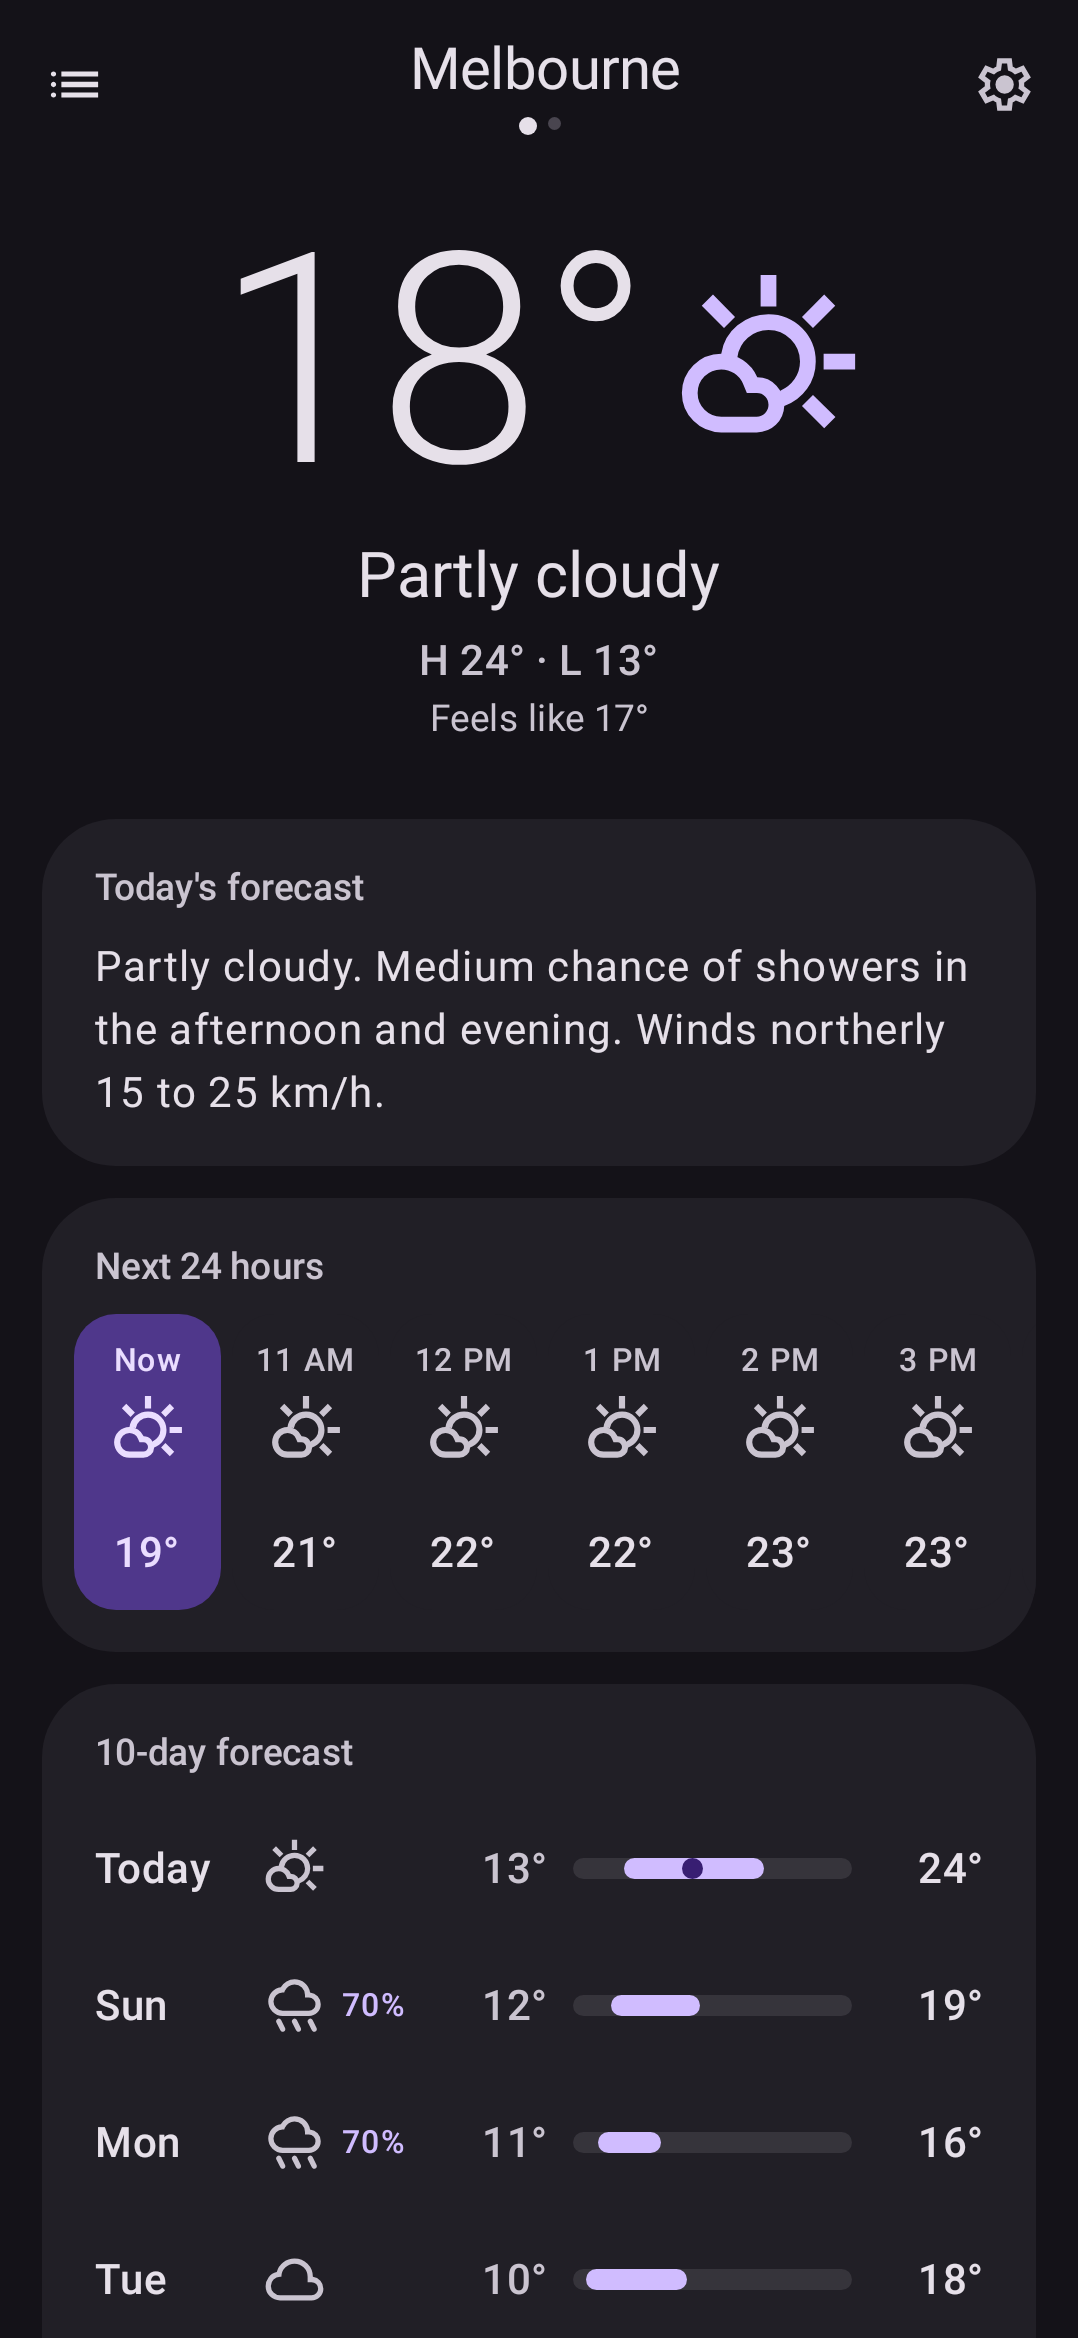 Melbourne
18°
Partly cloudy
H 24° · L 13°
Feels like 17°
Today's forecast
Partly cloudy. Medium chance of showers in
the afternoon and evening. Winds northerly
15 to 25 km/h.
Next 24 hours
Now 11 AM 12 PM 1 PM 2 PM 3 PM
19° 21° 22° 22° 23° 23°
10-day forecast
Today 13° 24°
Sun 70% 12° 19°
Mon 70% 11° 16°
Tue 10° 18°